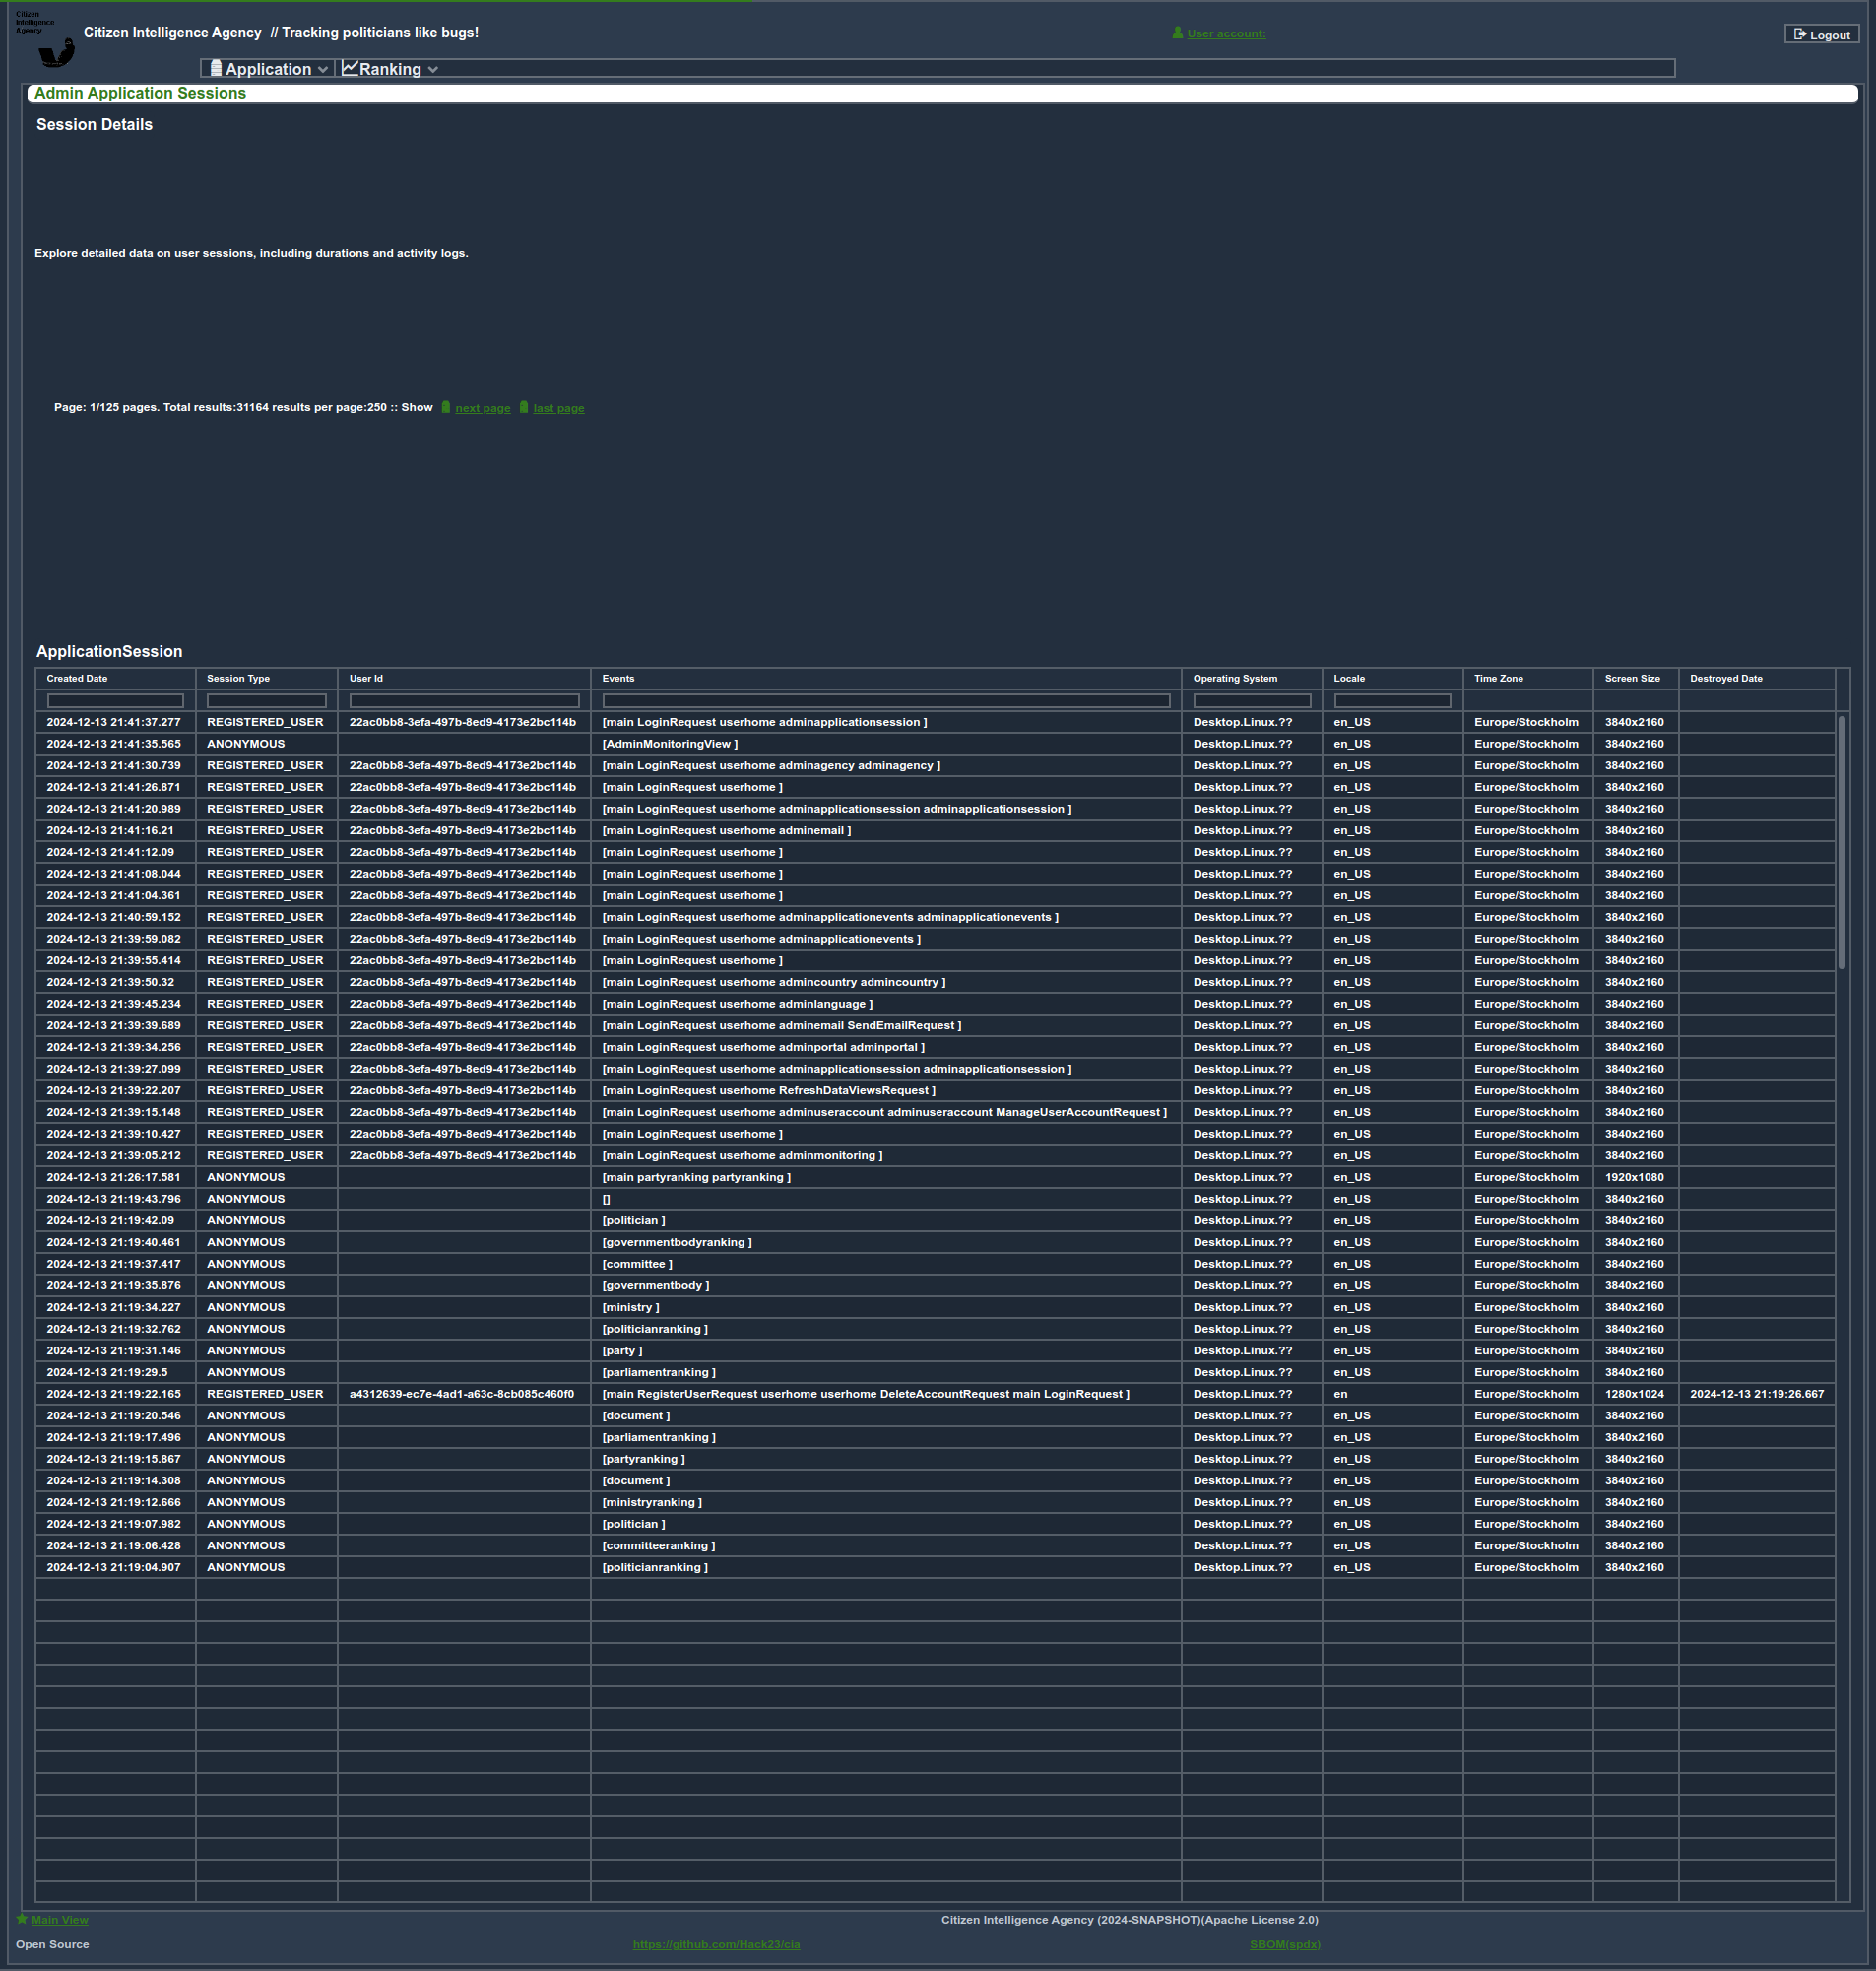 Citizen
Intelligence
Agency
Citizen Intelligence Agency // Tracking politicians like bugs!
User account:
Logout
Application Ranking
Admin Application Sessions
Session Details
Explore detailed data on user sessions, including durations and activity logs.
Page: 1/125 pages. Total results:31164 results per page:250 :: Show next page last page
ApplicationSession
Created Date Session Type User Id Events Operating System Locale Time Zone Screen Size Destroyed Date
2024-12-13 21:41:37.277 REGISTERED_USER 22ac0bb8-3efa-497b-8ed9-4173e2bc114b [main LoginRequest userhome adminapplicationsession ] Desktop.Linux.?? en_US Europe/Stockholm 3840x2160
2024-12-13 21:41:35.565 ANONYMOUS [AdminMonitoringView ] Desktop.Linux.?? en_US Europe/Stockholm 3840x2160
2024-12-13 21:41:30.739 REGISTERED_USER 22ac0bb8-3efa-497b-8ed9-4173e2bc114b [main LoginRequest userhome adminagency adminagency ] Desktop.Linux.?? en_US Europe/Stockholm 3840x2160
2024-12-13 21:41:26.871 REGISTERED_USER 22ac0bb8-3efa-497b-8ed9-4173e2bc114b [main LoginRequest userhome ] Desktop.Linux.?? en_US Europe/Stockholm 3840x2160
2024-12-13 21:41:20.989 REGISTERED_USER 22ac0bb8-3efa-497b-8ed9-4173e2bc114b [main LoginRequest userhome adminapplicationsession adminapplicationsession ] Desktop.Linux.?? en_US Europe/Stockholm 3840x2160
2024-12-13 21:41:16.21 REGISTERED_USER 22ac0bb8-3efa-497b-8ed9-4173e2bc114b [main LoginRequest userhome adminemail ] Desktop.Linux.?? en_US Europe/Stockholm 3840x2160
2024-12-13 21:41:12.09 REGISTERED_USER 22ac0bb8-3efa-497b-8ed9-4173e2bc114b [main LoginRequest userhome ] Desktop.Linux.?? en_US Europe/Stockholm 3840x2160
2024-12-13 21:41:08.044 REGISTERED_USER 22ac0bb8-3efa-497b-8ed9-4173e2bc114b [main LoginRequest userhome ] Desktop.Linux.?? en_US Europe/Stockholm 3840x2160
2024-12-13 21:41:04.361 REGISTERED_USER 22ac0bb8-3efa-497b-8ed9-4173e2bc114b [main LoginRequest userhome ] Desktop.Linux.?? en_US Europe/Stockholm 3840x2160
2024-12-13 21:40:59.152 REGISTERED_USER 22ac0bb8-3efa-497b-8ed9-4173e2bc114b [main LoginRequest userhome adminapplicationevents adminapplicationevents ] Desktop.Linux.?? en_US Europe/Stockholm 3840x2160
2024-12-13 21:39:59.082 REGISTERED_USER 22ac0bb8-3efa-497b-8ed9-4173e2bc114b [main LoginRequest userhome adminapplicationevents ] Desktop.Linux.?? en_US Europe/Stockholm 3840x2160
2024-12-13 21:39:55.414 REGISTERED_USER 22ac0bb8-3efa-497b-8ed9-4173e2bc114b [main LoginRequest userhome ] Desktop.Linux.?? en_US Europe/Stockholm 3840x2160
2024-12-13 21:39:50.32 REGISTERED_USER 22ac0bb8-3efa-497b-8ed9-4173e2bc114b [main LoginRequest userhome admincountry admincountry ] Desktop.Linux.?? en_US Europe/Stockholm 3840x2160
2024-12-13 21:39:45.234 REGISTERED_USER 22ac0bb8-3efa-497b-8ed9-4173e2bc114b [main LoginRequest userhome adminlanguage ] Desktop.Linux.?? en_US Europe/Stockholm 3840x2160
2024-12-13 21:39:39.689 REGISTERED_USER 22ac0bb8-3efa-497b-8ed9-4173e2bc114b [main LoginRequest userhome adminemail SendEmailRequest ] Desktop.Linux.?? en_US Europe/Stockholm 3840x2160
2024-12-13 21:39:34.256 REGISTERED_USER 22ac0bb8-3efa-497b-8ed9-4173e2bc114b [main LoginRequest userhome adminportal adminportal ] Desktop.Linux.?? en_US Europe/Stockholm 3840x2160
2024-12-13 21:39:27.099 REGISTERED_USER 22ac0bb8-3efa-497b-8ed9-4173e2bc114b [main LoginRequest userhome adminapplicationsession adminapplicationsession ] Desktop.Linux.?? en_US Europe/Stockholm 3840x2160
2024-12-13 21:39:22.207 REGISTERED_USER 22ac0bb8-3efa-497b-8ed9-4173e2bc114b [main LoginRequest userhome RefreshDataViewsRequest ] Desktop.Linux.?? en_US Europe/Stockholm 3840x2160
2024-12-13 21:39:15.148 REGISTERED_USER 22ac0bb8-3efa-497b-8ed9-4173e2bc114b [main LoginRequest userhome adminuseraccount adminuseraccount ManageUserAccountRequest ] Desktop.Linux.?? en_US Europe/Stockholm 3840x2160
2024-12-13 21:39:10.427 REGISTERED_USER 22ac0bb8-3efa-497b-8ed9-4173e2bc114b [main LoginRequest userhome ] Desktop.Linux.?? en_US Europe/Stockholm 3840x2160
2024-12-13 21:39:05.212 REGISTERED_USER 22ac0bb8-3efa-497b-8ed9-4173e2bc114b [main LoginRequest userhome adminmonitoring ] Desktop.Linux.?? en_US Europe/Stockholm 3840x2160
2024-12-13 21:26:17.581 ANONYMOUS [main partyranking partyranking ] Desktop.Linux.?? en_US Europe/Stockholm 1920x1080
2024-12-13 21:19:43.796 ANONYMOUS [] Desktop.Linux.?? en_US Europe/Stockholm 3840x2160
2024-12-13 21:19:42.09 ANONYMOUS [politician ] Desktop.Linux.?? en_US Europe/Stockholm 3840x2160
2024-12-13 21:19:40.461 ANONYMOUS [governmentbodyranking ] Desktop.Linux.?? en_US Europe/Stockholm 3840x2160
2024-12-13 21:19:37.417 ANONYMOUS [committee ] Desktop.Linux.?? en_US Europe/Stockholm 3840x2160
2024-12-13 21:19:35.876 ANONYMOUS [governmentbody ] Desktop.Linux.?? en_US Europe/Stockholm 3840x2160
2024-12-13 21:19:34.227 ANONYMOUS [ministry ] Desktop.Linux.?? en_US Europe/Stockholm 3840x2160
2024-12-13 21:19:32.762 ANONYMOUS [politicianranking ] Desktop.Linux.?? en_US Europe/Stockholm 3840x2160
2024-12-13 21:19:31.146 ANONYMOUS [party ] Desktop.Linux.?? en_US Europe/Stockholm 3840x2160
2024-12-13 21:19:29.5 ANONYMOUS [parliamentranking ] Desktop.Linux.?? en_US Europe/Stockholm 3840x2160
2024-12-13 21:19:22.165 REGISTERED_USER a4312639-ec7e-4ad1-a63c-8cb085c460f0 [main RegisterUserRequest userhome userhome DeleteAccountRequest main LoginRequest ] Desktop.Linux.?? en Europe/Stockholm 1280x1024 2024-12-13 21:19:26.667
2024-12-13 21:19:20.546 ANONYMOUS [document ] Desktop.Linux.?? en_US Europe/Stockholm 3840x2160
2024-12-13 21:19:17.496 ANONYMOUS [parliamentranking ] Desktop.Linux.?? en_US Europe/Stockholm 3840x2160
2024-12-13 21:19:15.867 ANONYMOUS [partyranking ] Desktop.Linux.?? en_US Europe/Stockholm 3840x2160
2024-12-13 21:19:14.308 ANONYMOUS [document ] Desktop.Linux.?? en_US Europe/Stockholm 3840x2160
2024-12-13 21:19:12.666 ANONYMOUS [ministryranking ] Desktop.Linux.?? en_US Europe/Stockholm 3840x2160
2024-12-13 21:19:07.982 ANONYMOUS [politician ] Desktop.Linux.?? en_US Europe/Stockholm 3840x2160
2024-12-13 21:19:06.428 ANONYMOUS [committeeranking ] Desktop.Linux.?? en_US Europe/Stockholm 3840x2160
2024-12-13 21:19:04.907 ANONYMOUS [politicianranking ] Desktop.Linux.?? en_US Europe/Stockholm 3840x2160
Main View Citizen Intelligence Agency (2024-SNAPSHOT)(Apache License 2.0)
Open Source https://github.com/Hack23/cia SBOM(spdx)